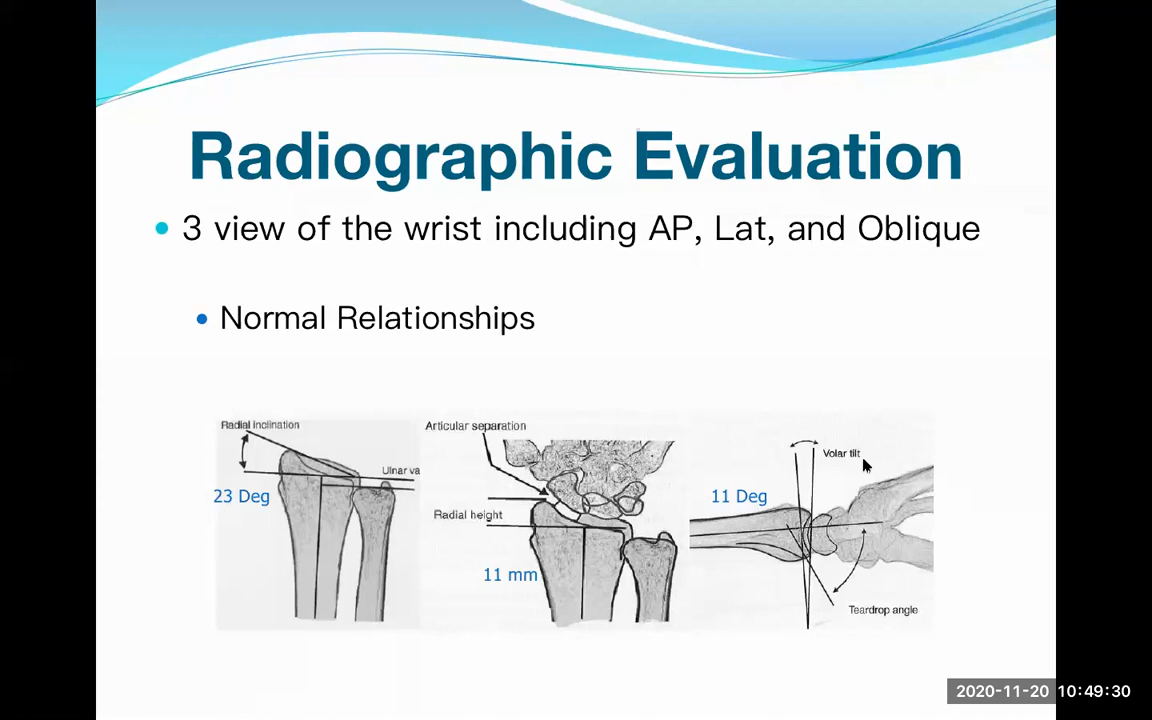 Radiographic Evaluation
3 view of the wrist including AP, Lat, and Oblique
Normal Relationships
Radial inclination
Ulnar va
23 Deg
Articular separation
Radial height
11 mm
Volar tilt
11 Deg
Teardrop angle
2020-11-20 10:49:30